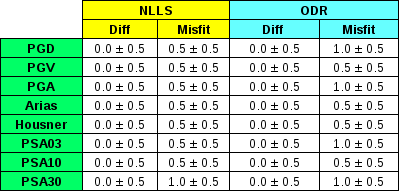 NLLS ODR
Diff Misfit Diff Misfit
PGD 0.0 ± 0.5 0.5 ± 0.5 0.0 ± 0.5 1.0 ± 0.5
PGV 0.0 ± 0.5 0.5 ± 0.5 0.0 ± 0.5 0.5 ± 0.5
PGA 0.0 ± 0.5 0.5 ± 0.5 0.0 ± 0.5 1.0 ± 0.5
Arias 0.0 ± 0.5 0.5 ± 0.5 0.0 ± 0.5 0.5 ± 0.5
Housner 0.0 ± 0.5 0.5 ± 0.5 0.0 ± 0.5 0.5 ± 0.5
PSA03 0.0 ± 0.5 0.5 ± 0.5 0.0 ± 0.5 1.0 ± 0.5
PSA10 0.0 ± 0.5 0.5 ± 0.5 0.0 ± 0.5 0.5 ± 0.5
PSA30 0.0 ± 0.5 1.0 ± 0.5 0.0 ± 0.5 1.0 ± 0.5